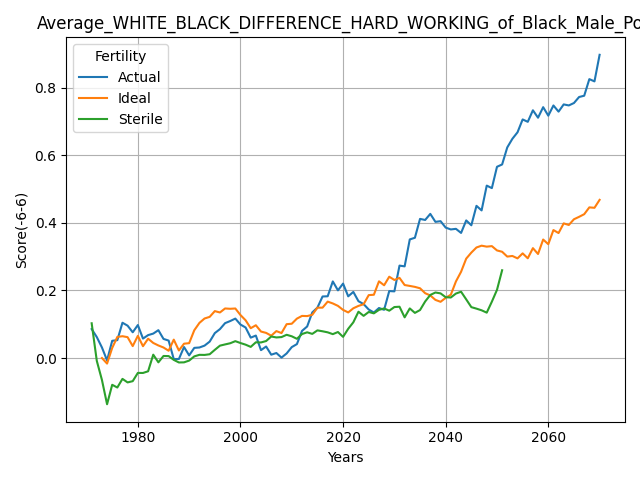 Average_WHITE_BLACK_DIFFERENCE_HARD_WORKING_of_Black_Male_Po
Fertility
Actual
Ideal
Sterile
Score(-6-6)
0.8
0.6
0.4
0.2
0.0
1980 2000 2020 2040 2060
Years